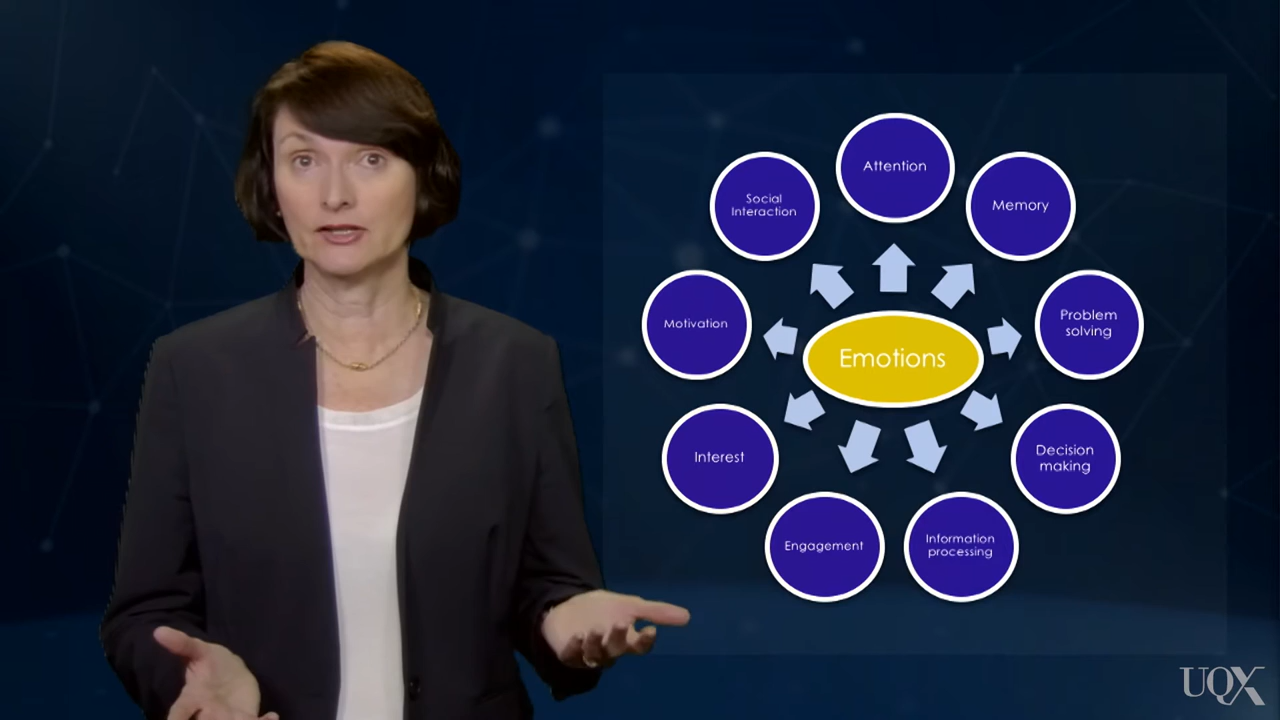 Attention
Social
Interaction
Memory
Motivation
Problem
solving
Emotions
Interest
Decision
making
Engagement
Information
processing
UQX